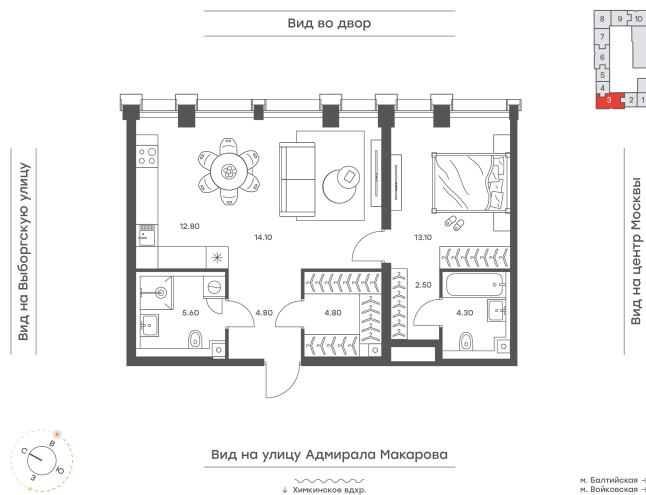 Вид во двор
8 9 10
7
6
5
4
3 2 1
Вид на Выборгскую улицу
Вид на центр Москвы
12.80
14.10
13.10
2.50
5.60
4.80
4.80
4.30
Вид на улицу Адмирала Макарова
С В
З Ю
↓ Химкинское вдхр.
м. Балтийская
м. Войковская